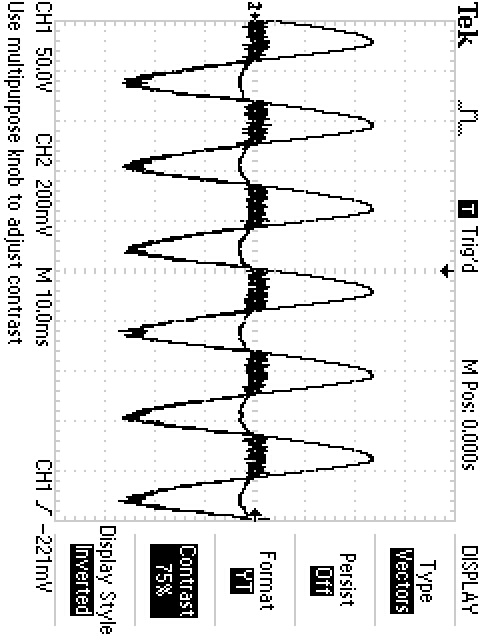 Tek
T Trig'd
M Pos: 0.000s
DISPLAY
Type
Vectors
Persist
Off
Format
YT
Contrast
75%
Display Style
Inverted
2
CH1 50.0V
CH2 200mV
M 10.0ms
CH1 / -221mV
Use multipurpose knob to adjust contrast